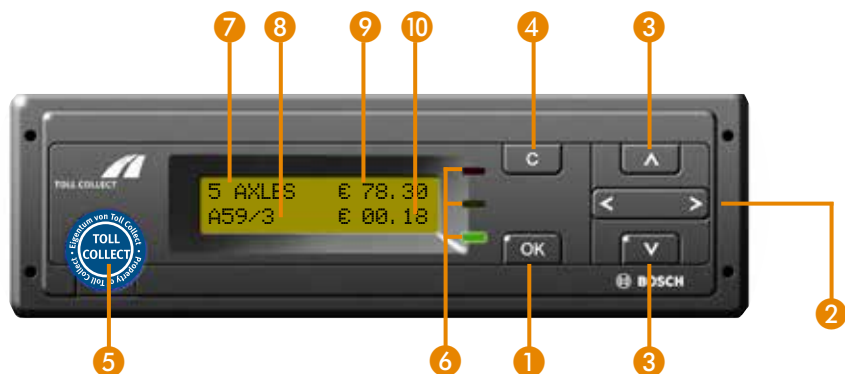 7 8 9 10 4 3
TOLL COLLECT
5 AXLES € 78.30
A59/3 € 00.18
C
OK
BOSCH
Eigentum von Toll Collect • Property of Toll Collect •
TOLL
COLLECT
2
5 6 1 3